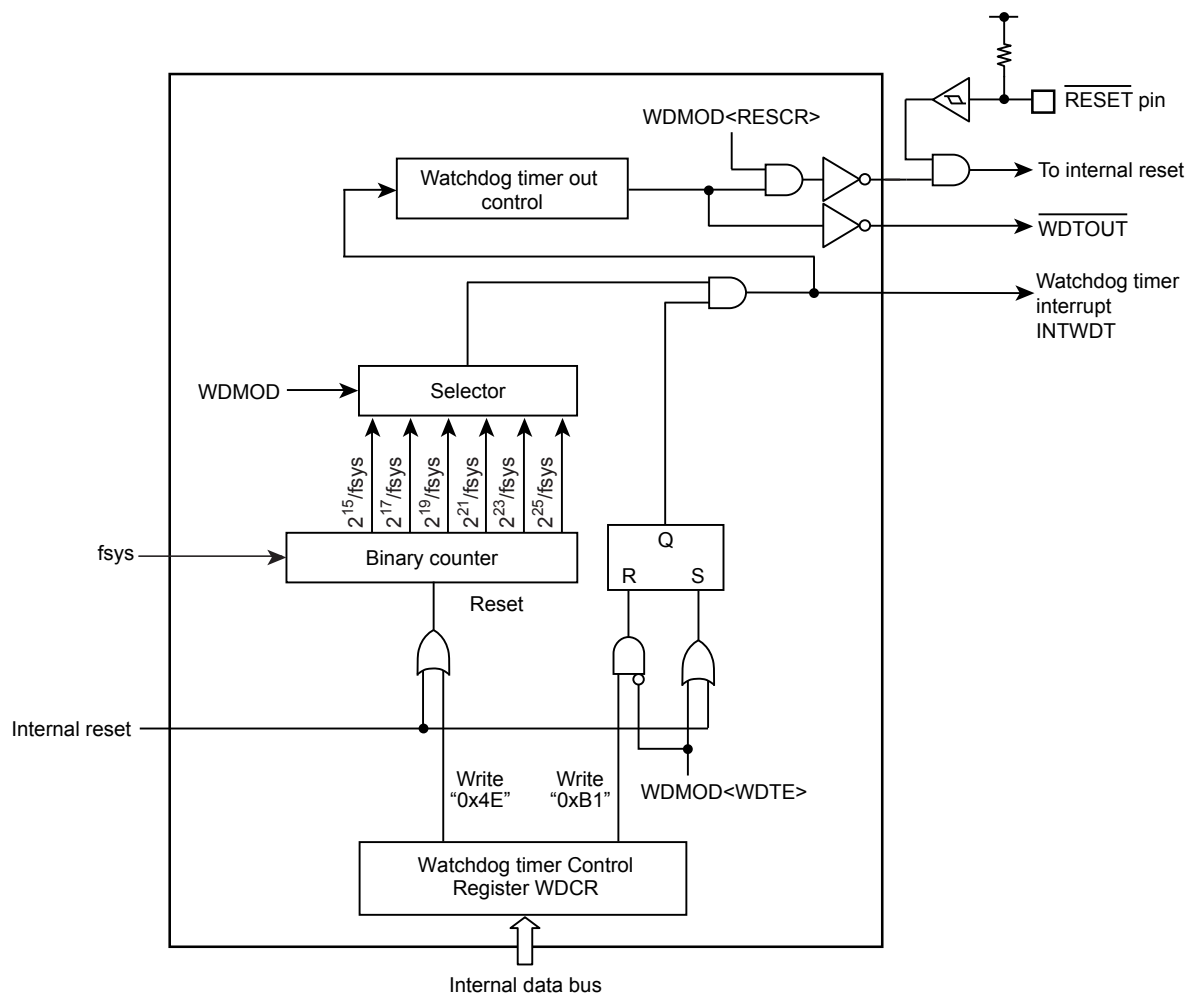 RESET pin
WDMOD<RESCR>
Watchdog timer out
control
To internal reset
WDTOUT
Watchdog timer
interrupt
INTWDT
WDMOD
Selector
2^15/fsys
2^17/fsys
2^19/fsys
2^21/fsys
2^23/fsys
2^25/fsys
fsys
Binary counter
Q
R
S
Reset
Internal reset
Write
“0x4E”
Write
“0xB1”
WDMOD<WDTE>
Watchdog timer Control
Register WDCR
Internal data bus